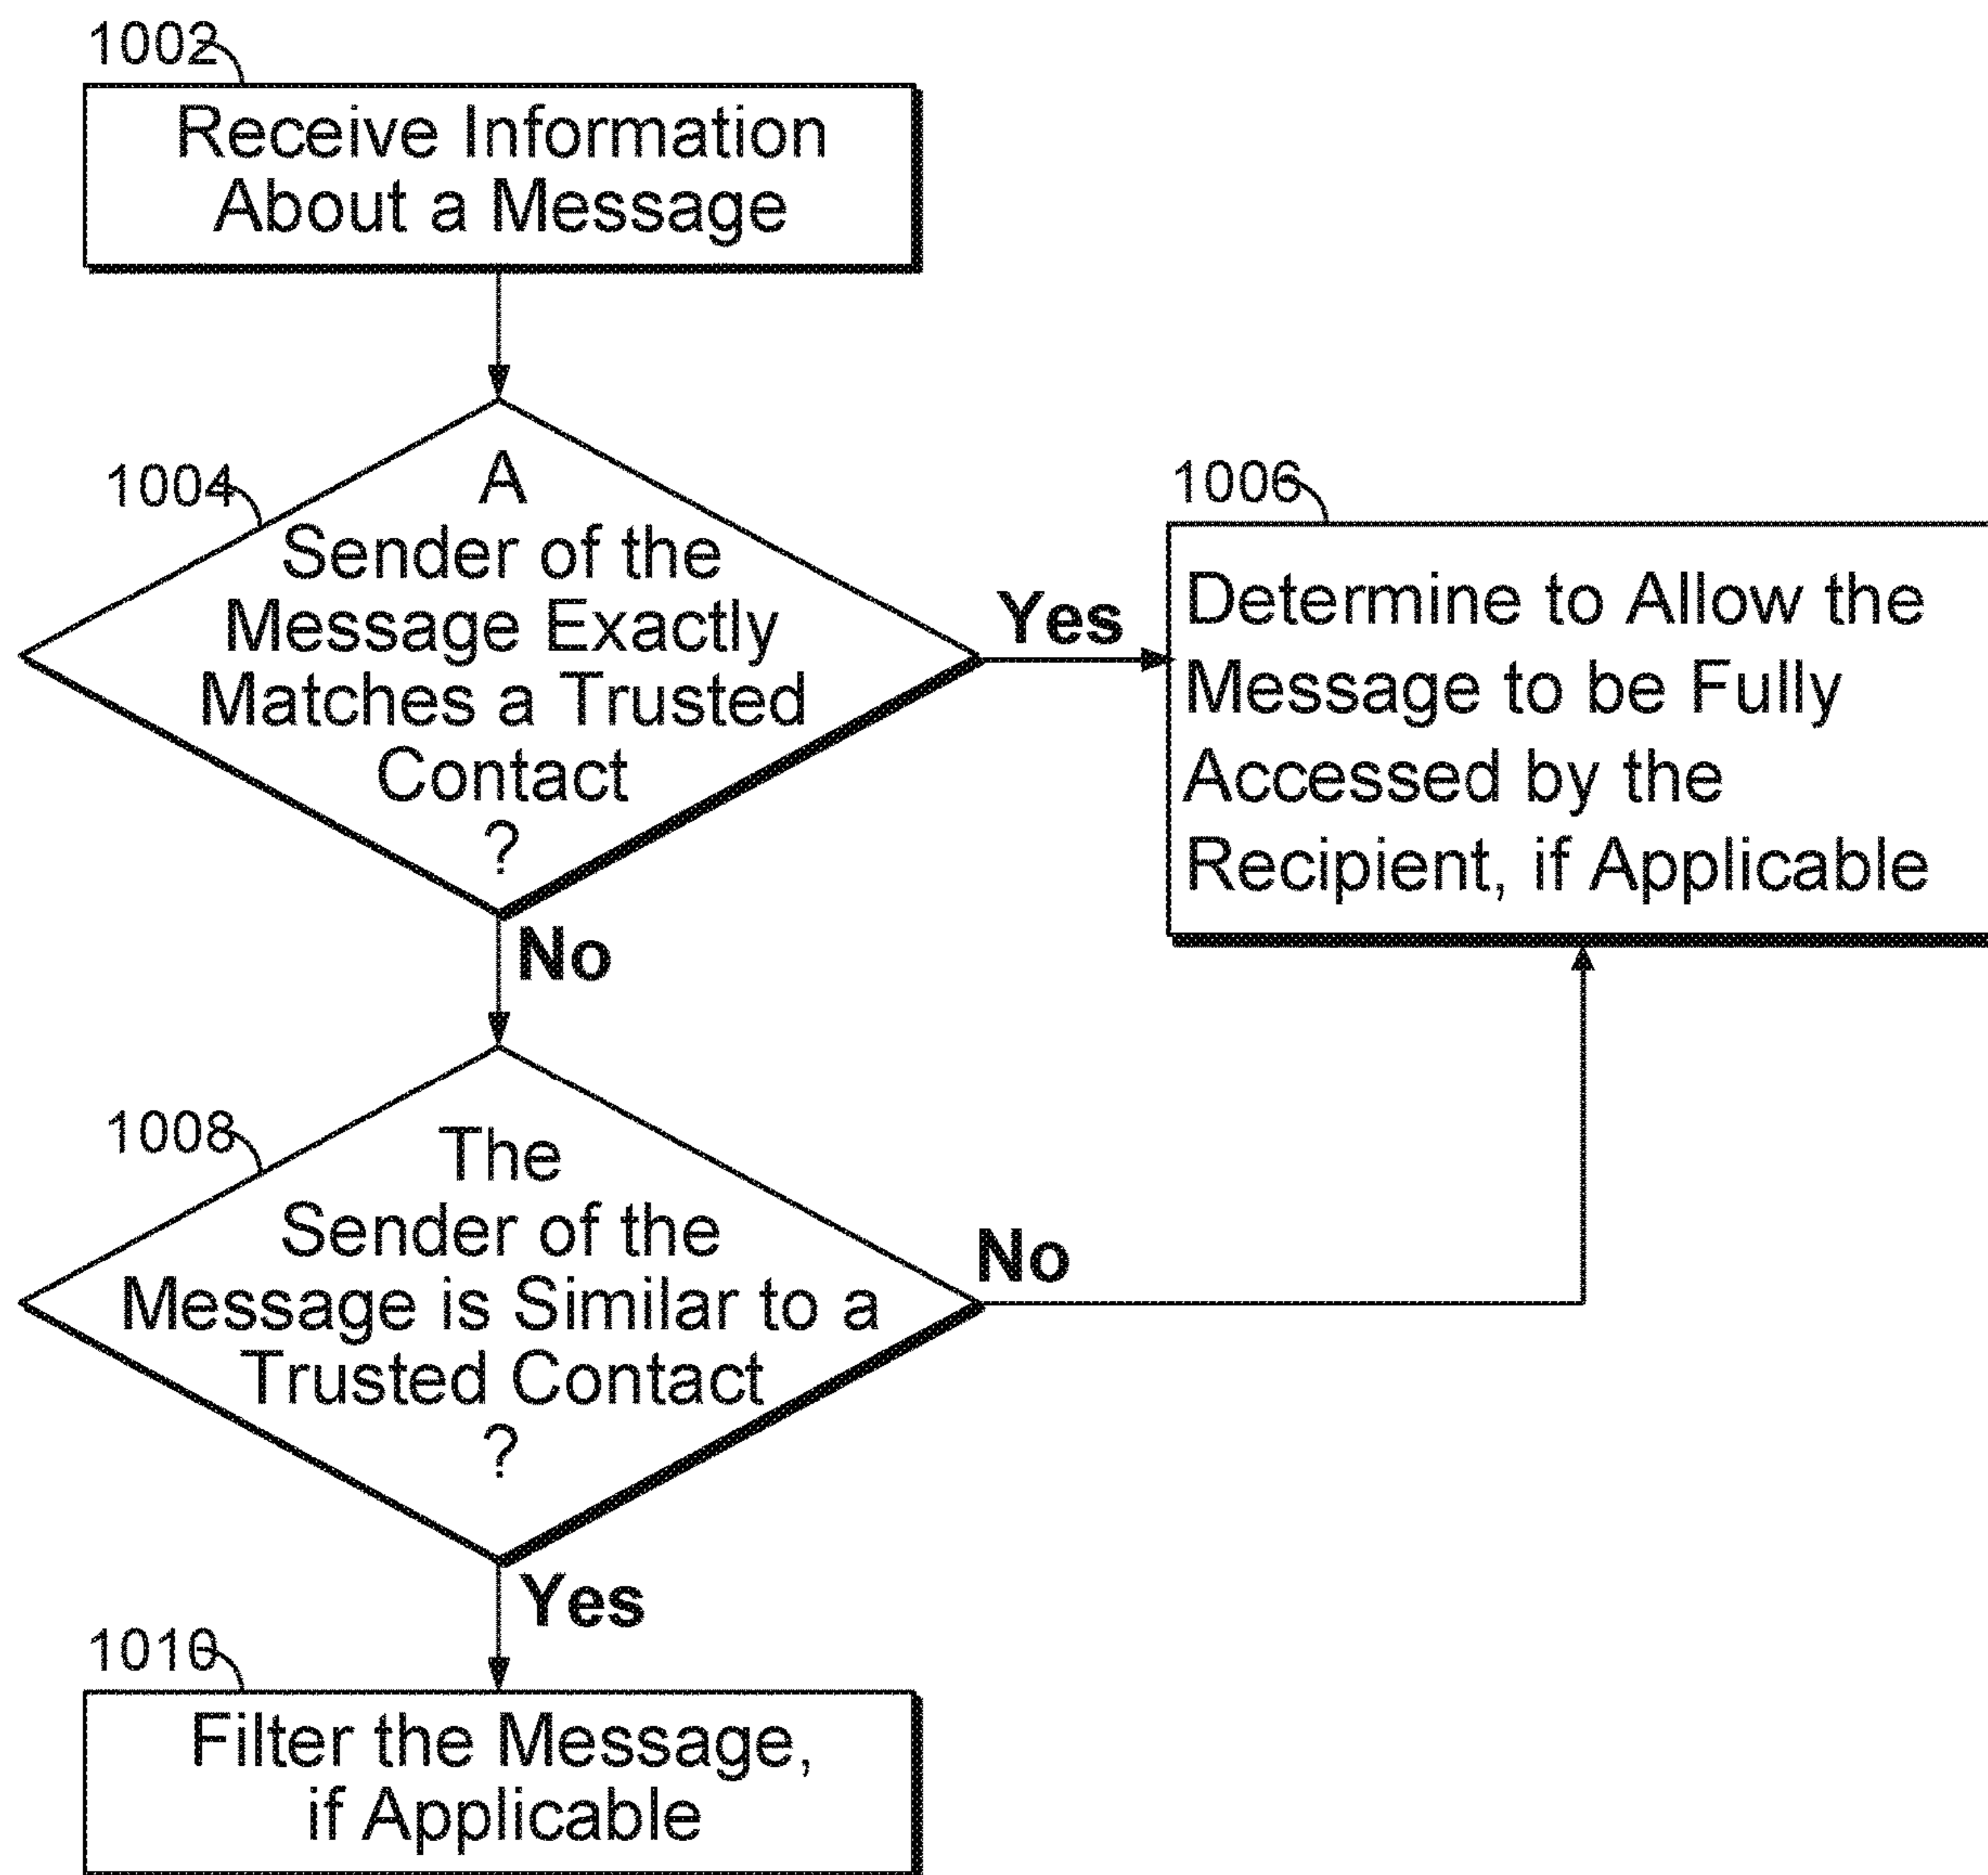 1002
Receive Information
About a Message
1004
A
Sender of the
Message Exactly
Matches a Trusted
Contact
?
Yes
1006
Determine to Allow the
Message to be Fully
Accessed by the
Recipient, if Applicable
No
1008
The
Sender of the
Message is Similar to a
Trusted Contact
?
No
Yes
1010
Filter the Message,
if Applicable